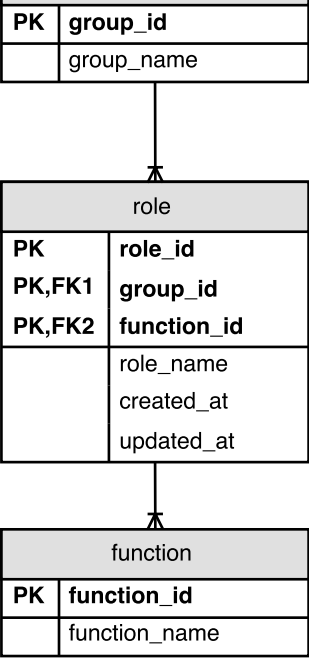 PK group_id
group_name
role
PK role_id
PK,FK1 group_id
PK,FK2 function_id
role_name
created_at
updated_at
function
PK function_id
function_name